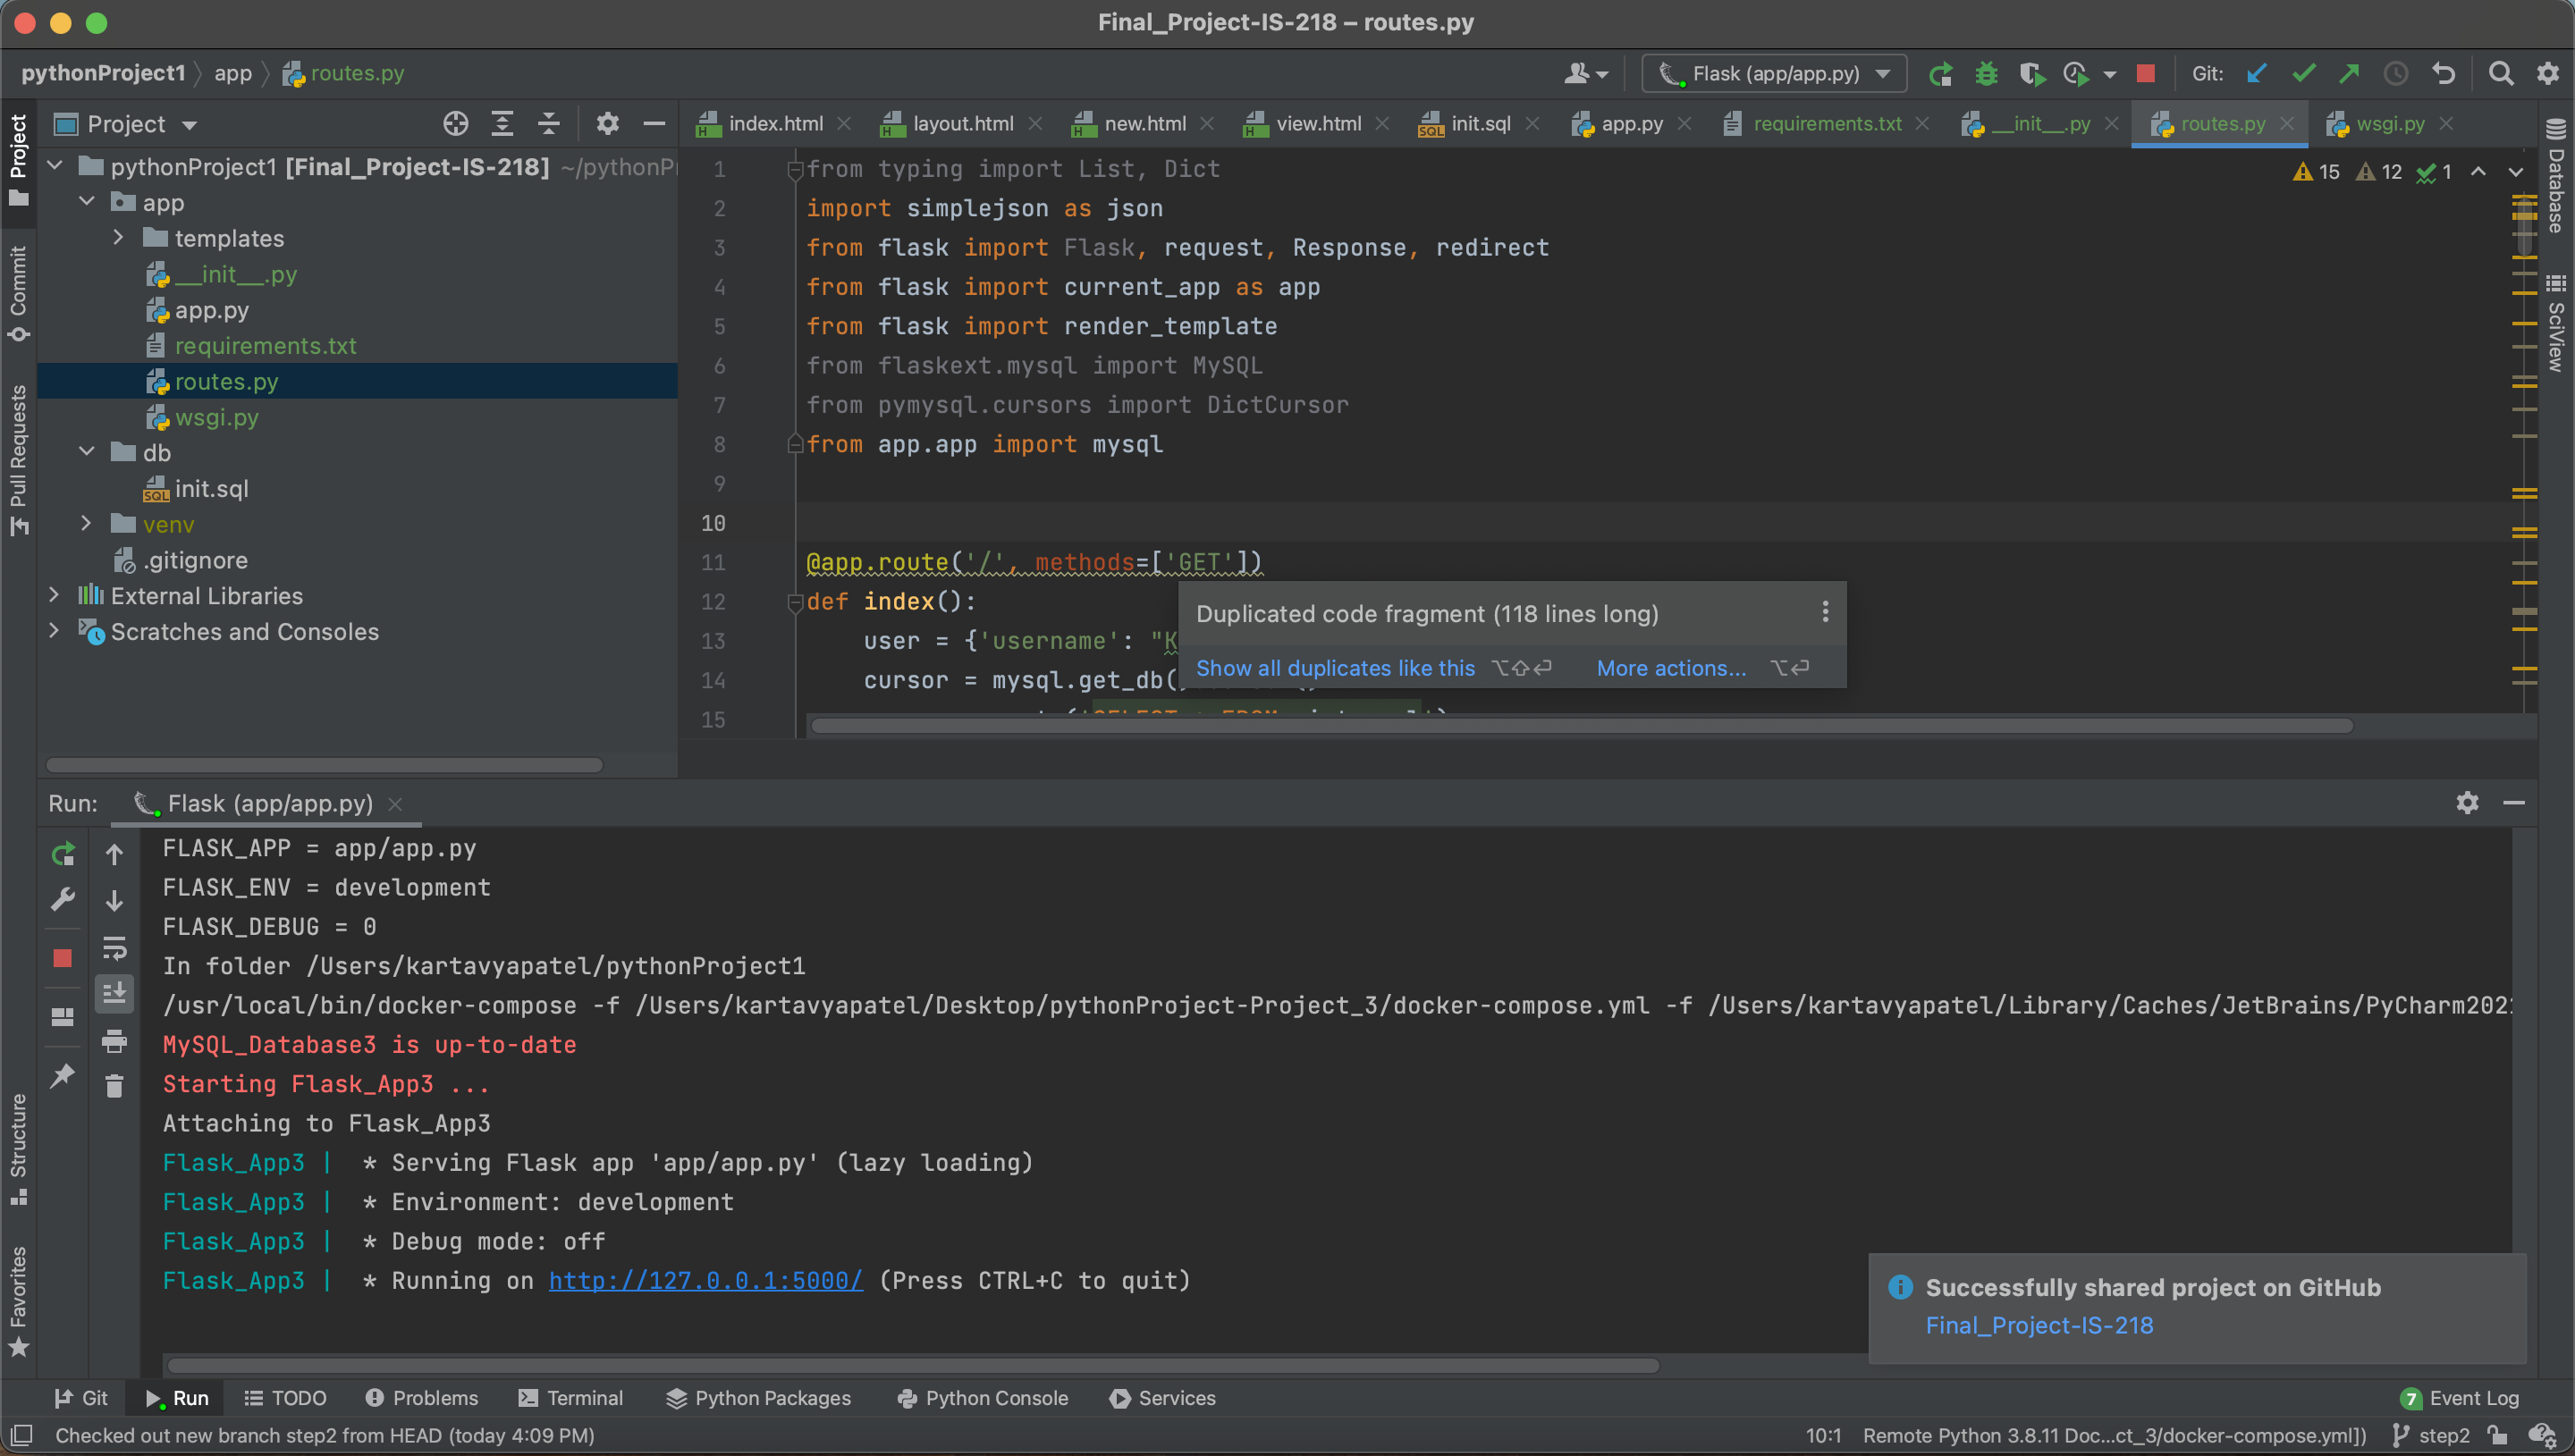 Final_Project-IS-218 – routes.py
pythonProject1 app routes.py
Flask (app/app.py)
Git:
Project
index.html layout.html new.html view.html init.sql app.py requirements.txt __init__.py routes.py wsgi.py
Project
Commit
Pull Requests
Structure
Favorites
pythonProject1 [Final_Project-IS-218] ~/pythonP
app
templates
__init__.py
app.py
requirements.txt
routes.py
wsgi.py
db
init.sql
venv
.gitignore
External Libraries
Scratches and Consoles
15 12 1
1 from typing import List, Dict
2 import simplejson as json
3 from flask import Flask, request, Response, redirect
4 from flask import current_app as app
5 from flask import render_template
6 from flaskext.mysql import MySQL
7 from pymysql.cursors import DictCursor
8 from app.app import mysql
9
10
11 @app.route('/', methods=['GET'])
12 def index():
13 user = {'username': "K
14 cursor = mysql.get_db(
15
Duplicated code fragment (118 lines long)
Show all duplicates like this ⌥⇧⏎ More actions... ⌥⏎
Database
SciView
Run: Flask (app/app.py)
FLASK_APP = app/app.py
FLASK_ENV = development
FLASK_DEBUG = 0
In folder /Users/kartavyapatel/pythonProject1
/usr/local/bin/docker-compose -f /Users/kartavyapatel/Desktop/pythonProject-Project_3/docker-compose.yml -f /Users/kartavyapatel/Library/Caches/JetBrains/PyCharm202
MySQL_Database3 is up-to-date
Starting Flask_App3 ...
Attaching to Flask_App3
Flask_App3 | * Serving Flask app 'app/app.py' (lazy loading)
Flask_App3 | * Environment: development
Flask_App3 | * Debug mode: off
Flask_App3 | * Running on http://127.0.0.1:5000/ (Press CTRL+C to quit)
Successfully shared project on GitHub
Final_Project-IS-218
Git Run TODO Problems Terminal Python Packages Python Console Services 7 Event Log
Checked out new branch step2 from HEAD (today 4:09 PM) 10:1 Remote Python 3.8.11 Doc...ct_3/docker-compose.yml]) step2